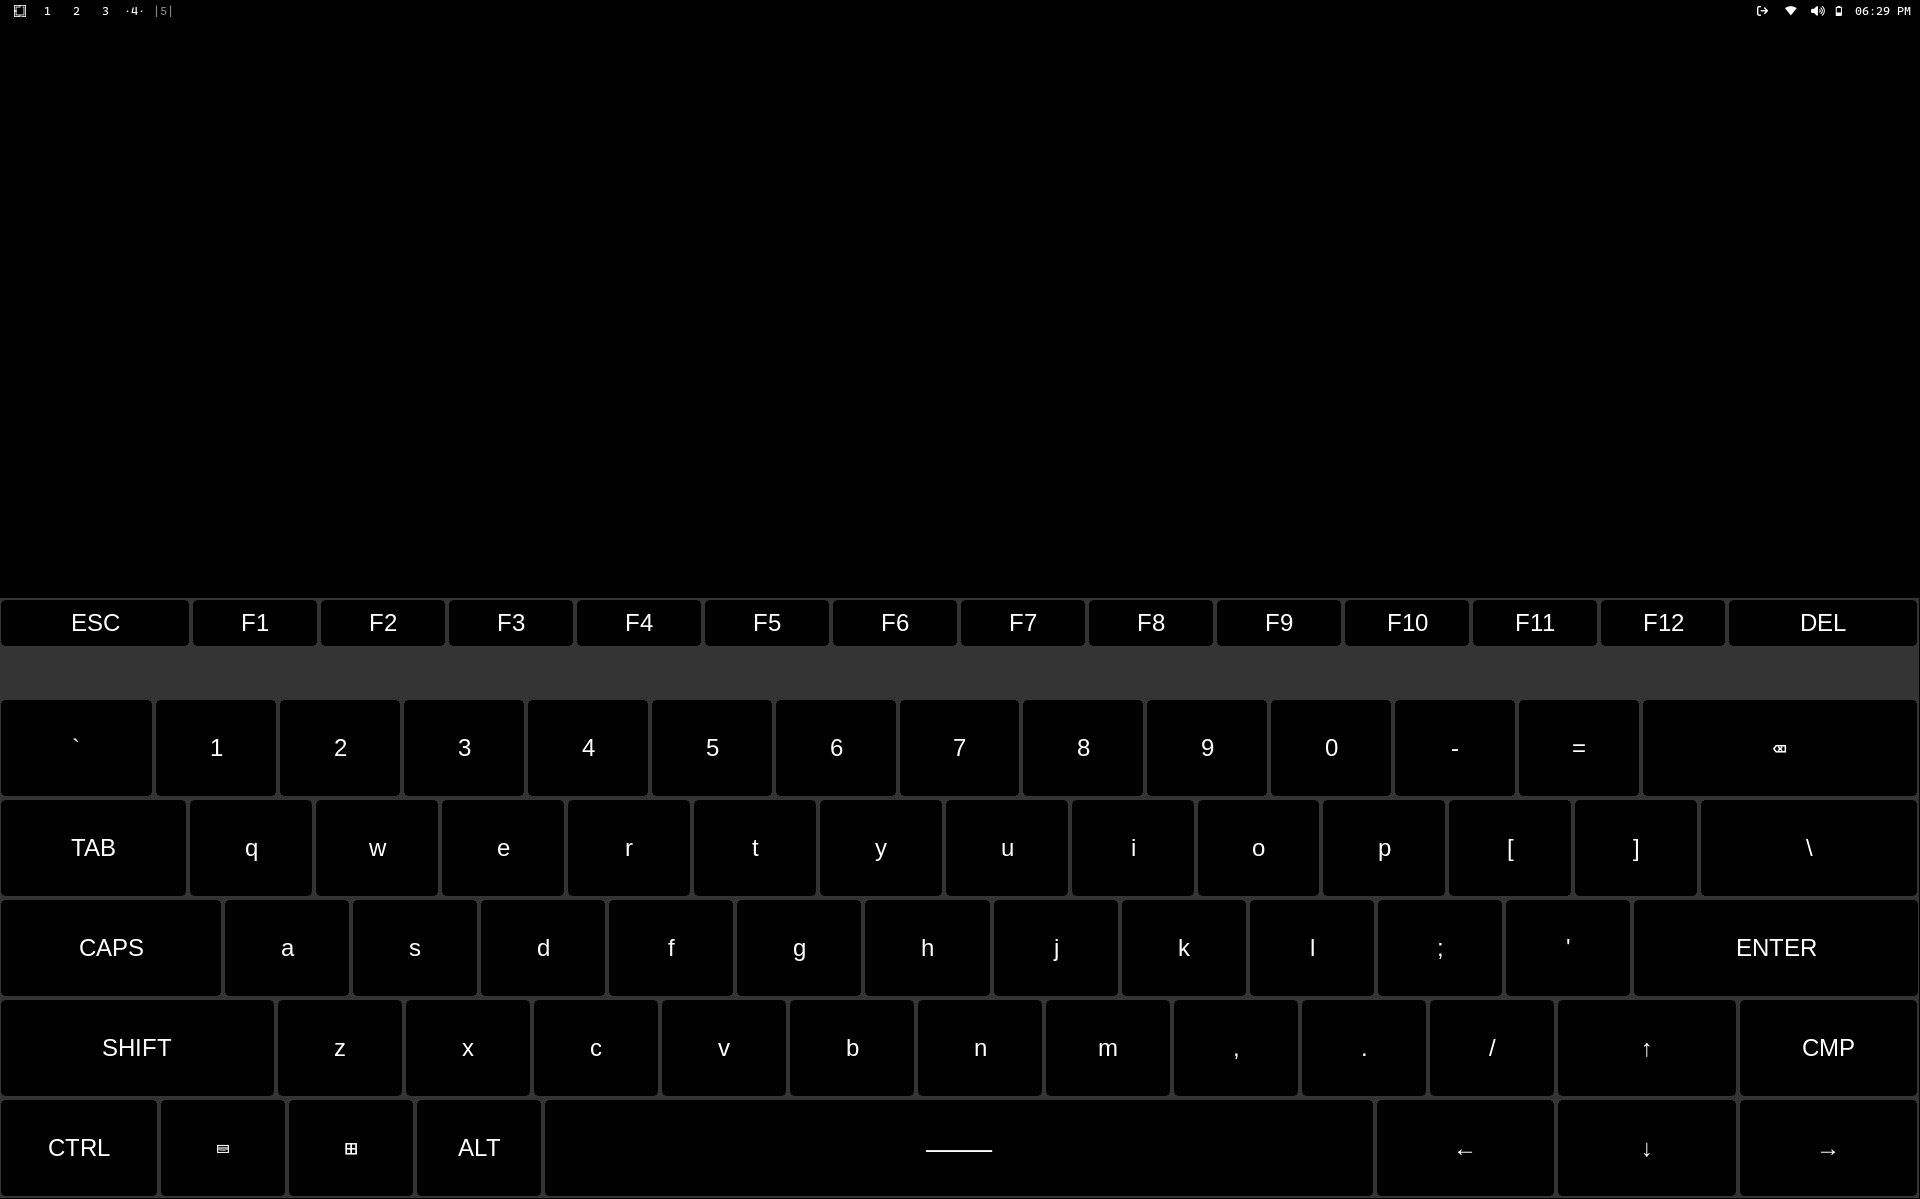 1 2 3 ·4· |5| 06:29 PM
ESC F1 F2 F3 F4 F5 F6 F7 F8 F9 F10 F11 F12 DEL
` 1 2 3 4 5 6 7 8 9 0 - = ⌫
TAB q w e r t y u i o p [ ] \
CAPS a s d f g h j k l ; ' ENTER
SHIFT z x c v b n m , . / ↑ CMP
CTRL ⌨ ⊞ ALT ← ↓ →